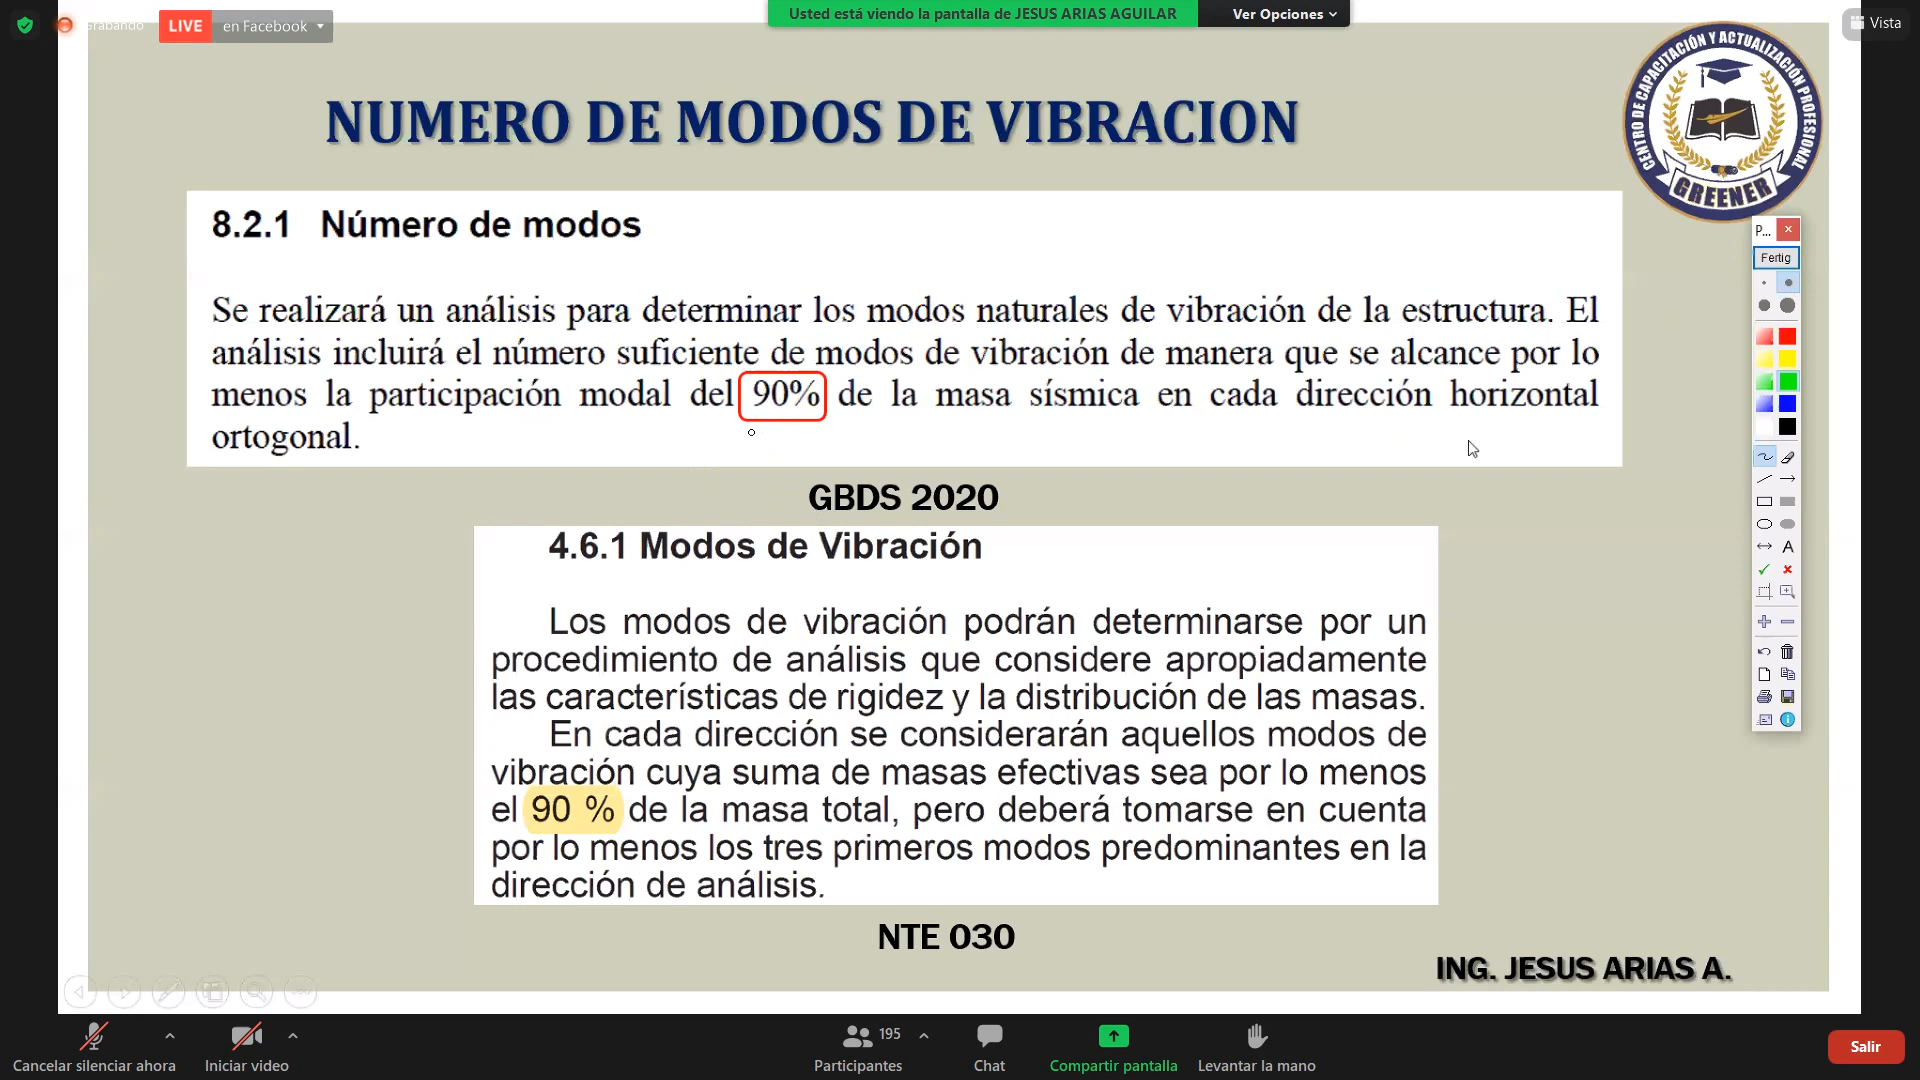 Grabando
LIVE
en Facebook
Usted está viendo la pantalla de JESUS ARIAS AGUILAR
Ver Opciones
Vista
NUMERO DE MODOS DE VIBRACION
CENTRO DE CAPACITACIÓN Y ACTUALIZACIÓN PROFESIONAL
GREENER
8.2.1 Número de modos
Se realizará un análisis para determinar los modos naturales de vibración de la estructura. El
análisis incluirá el número suficiente de modos de vibración de manera que se alcance por lo
menos la participación modal del 90% de la masa sísmica en cada dirección horizontal
ortogonal.
P...
Fertig
A
GBDS 2020
4.6.1 Modos de Vibración
Los modos de vibración podrán determinarse por un
procedimiento de análisis que considere apropiadamente
las características de rigidez y la distribución de las masas.
En cada dirección se considerarán aquellos modos de
vibración cuya suma de masas efectivas sea por lo menos
el 90 % de la masa total, pero deberá tomarse en cuenta
por lo menos los tres primeros modos predominantes en la
dirección de análisis.
NTE 030
ING. JESUS ARIAS A.
Cancelar silenciar ahora
Iniciar video
195
Participantes
Chat
Compartir pantalla
Levantar la mano
Salir